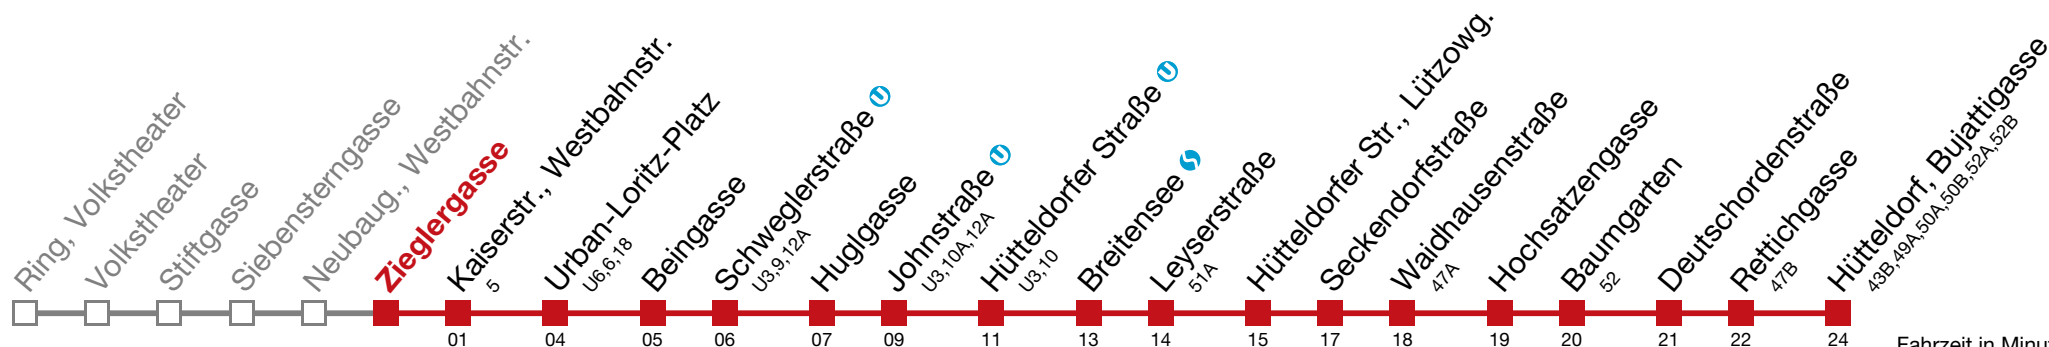 Ring, Volkstheater
Volkstheater
Stiftgasse
Siebensterngasse
Neubaug., Westbahnstr.
Zieglergasse
Kaiserstr., Westbahnstr.
5
Urban-Loritz-Platz
U6,6,18
Beingasse
Schweglerstraße U
U3,9,12A
Huglgasse
Johnstraße U
U3,10A,12A
Hütteldorfer Straße U
U3,10
Breitensee S
Leyserstraße
51A
Hütteldorfer Str., Lützowg.
Seckendorfstraße
Waidhausenstraße
47A
Hochsatzengasse
Baumgarten
52
Deutschordenstraße
Rettichgasse
47B
Hütteldorf, Bujattigasse
43B,49A,50A,50B,52A,52B
01 04 05 06 07 09 11 13 14 15 17 18 19 20 21 22 24
Fahrzeit in Minut